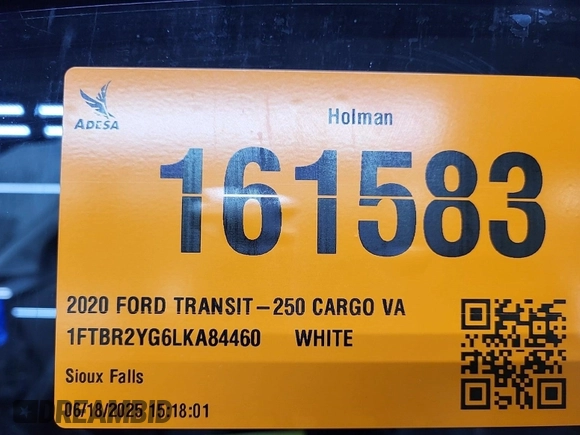 ADESA
Holman
161583
2020 FORD TRANSIT-250 CARGO VA
1FTBR2YG6LKA84460 WHITE
Sioux Falls
06/18/2025 15:18:01
DREAMBID